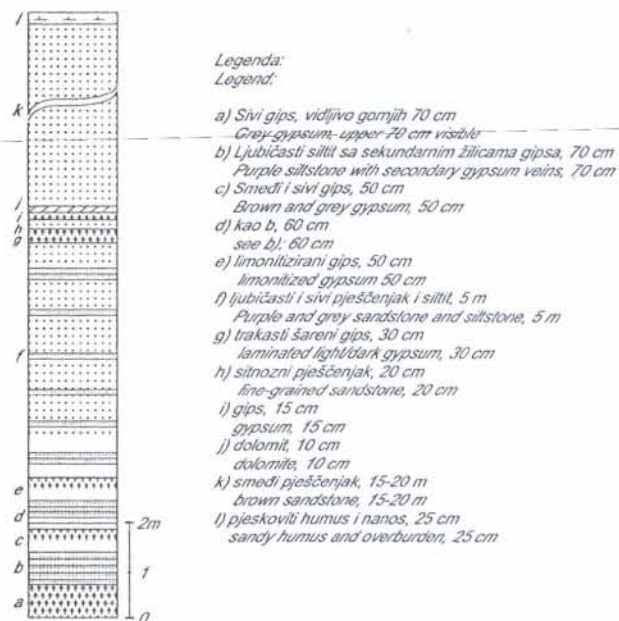 l
k
j
i
h
g
f
e
d
c
b
a
2m
1
0
Legenda:
Legend:
a) Sivi gips, vidljivo gornjih 70 cm
Grey gypsum, upper 70 cm visible
b) Ljubičasti siltit sa sekundarnim žilicama gipsa, 70 cm
Purple siltstone with secondary gypsum veins, 70 cm
c) Smeđi i sivi gips, 50 cm
Brown and grey gypsum, 50 cm
d) kao b, 60 cm
see b), 60 cm
e) limonitizirani gips, 50 cm
limonitized gypsum 50 cm
f) ljubičasti i sivi pješčenjak i siltit, 5 m
Purple and grey sandstone and siltstone, 5 m
g) trakasti šareni gips, 30 cm
laminated light/dark gypsum, 30 cm
h) sitnozrni pješčenjak, 20 cm
fine-grained sandstone, 20 cm
i) gips, 15 cm
gypsum, 15 cm
j) dolomit, 10 cm
dolomite, 10 cm
k) smeđi pješčenjak, 15-20 m
brown sandstone, 15-20 m
l) pjeskoviti humus i nanos, 25 cm
sandy humus and overburden, 25 cm